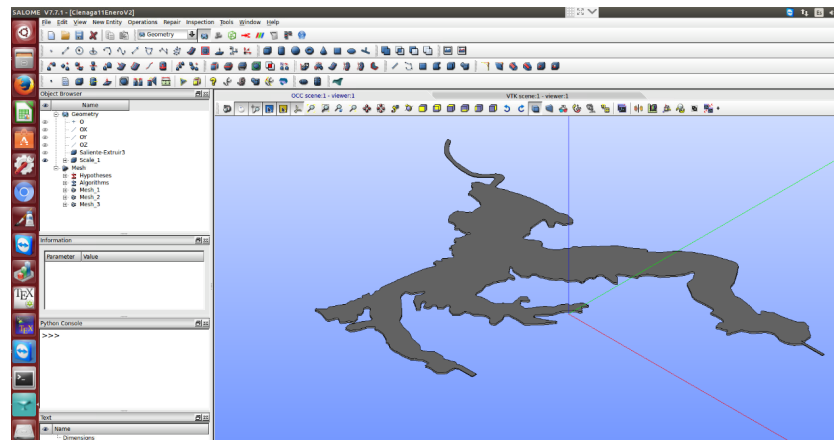 SALOME V7.7.1 - [Cienaga11EneroV2]
File Edit View New Entity Operations Repair Inspection Tools Window Help
Geometry
Object Browser
OCC scene:1 - viewer:1
VTK scene:1 - viewer:1
Name
Geometry
O
OX
OY
OZ
Saliente-Extruir3
Scale_1
Mesh
Hypotheses
Algorithms
Mesh_1
Mesh_2
Mesh_3
Information
Parameter Value
Python Console
>>>
Text
Name
Dimensions
TEX
TEX